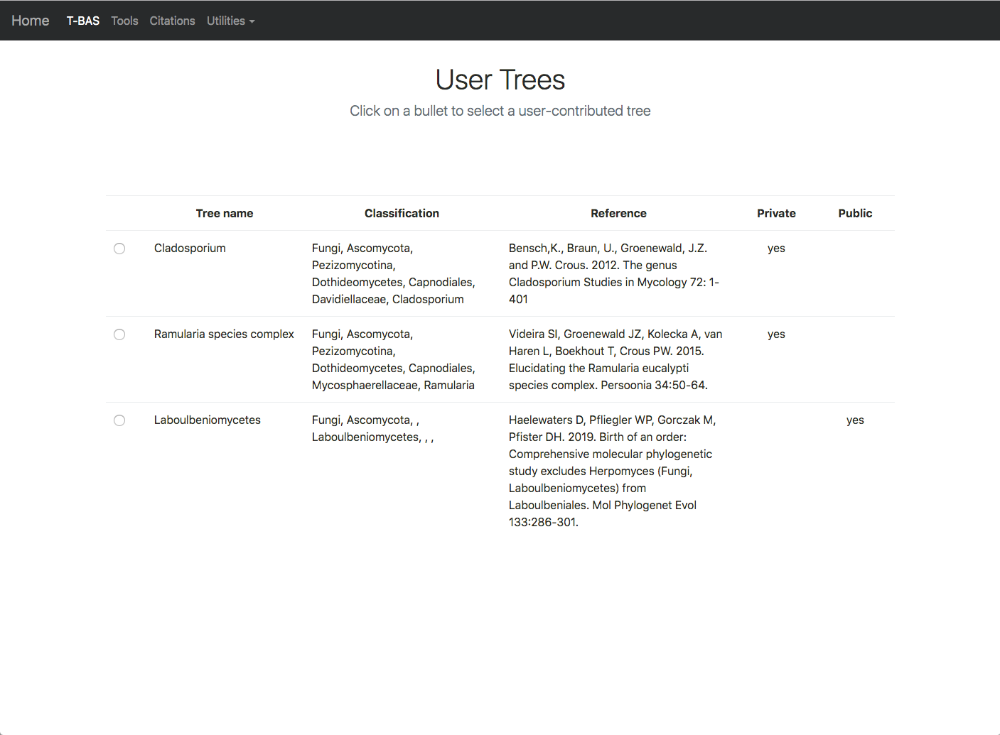 Home T-BAS Tools Citations Utilities
User Trees
Click on a bullet to select a user-contributed tree
Tree name Classification Reference Private Public
Cladosporium Fungi, Ascomycota, Bensch,K., Braun, U., Groenewald, J.Z. yes
Pezizomycotina, and P.W. Crous. 2012. The genus
Dothideomycetes, Capnodiales, Cladosporium Studies in Mycology 72: 1-
Davidiellaceae, Cladosporium 401
Ramularia species complex Fungi, Ascomycota, Videira SI, Groenewald JZ, Kolecka A, van yes
Pezizomycotina, Haren L, Boekhout T, Crous PW. 2015.
Dothideomycetes, Capnodiales, Elucidating the Ramularia eucalypti
Mycosphaerellaceae, Ramularia species complex. Persoonia 34:50-64.
Laboulbeniomycetes Fungi, Ascomycota, , Haelewaters D, Pfliegler WP, Gorczak M, yes
Laboulbeniomycetes, , , Pfister DH. 2019. Birth of an order:
Comprehensive molecular phylogenetic
study excludes Herpomyces (Fungi,
Laboulbeniomycetes) from
Laboulbeniales. Mol Phylogenet Evol
133:286-301.